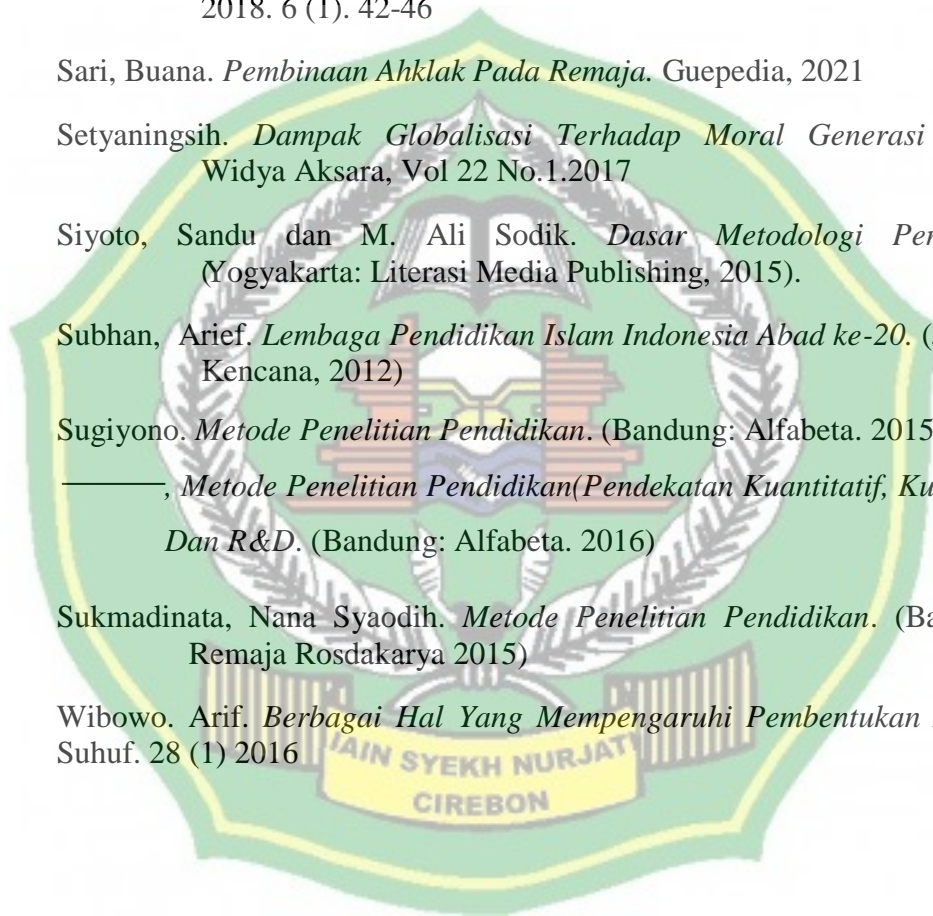 2018. 6 (1). 42-46
Sari, Buana. Pembinaan Ahklak Pada Remaja. Guepedia, 2021
Setyaningsih. Dampak Globalisasi Terhadap Moral Generasi
Widya Aksara, Vol 22 No.1.2017
Siyoto, Sandu dan M. Ali Sodik. Dasar Metodologi Pen
(Yogyakarta: Literasi Media Publishing, 2015).
Subhan, Arief. Lembaga Pendidikan Islam Indonesia Abad ke-20. (
Kencana, 2012)
Sugiyono. Metode Penelitian Pendidikan. (Bandung: Alfabeta. 2015
———, Metode Penelitian Pendidikan(Pendekatan Kuantitatif, Ku
Dan R&D. (Bandung: Alfabeta. 2016)
Sukmadinata, Nana Syaodih. Metode Penelitian Pendidikan. (Ba
Remaja Rosdakarya 2015)
Wibowo. Arif. Berbagai Hal Yang Mempengaruhi Pembentukan
Suhuf. 28 (1) 2016
IAIN SYEKH NURJATI
CIREBON